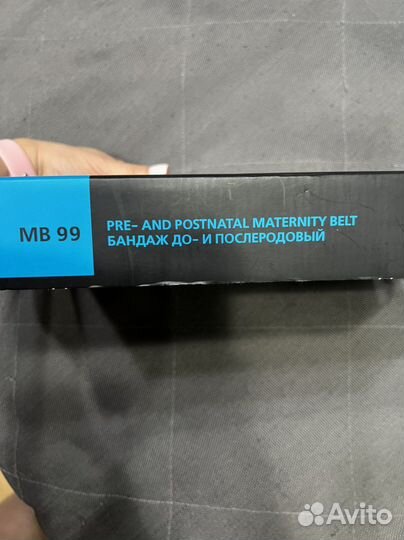 MB 99
PRE- AND POSTNATAL MATERNITY BELT
БАНДАЖ ДО- И ПОСЛЕРОДОВЫЙ
Avito